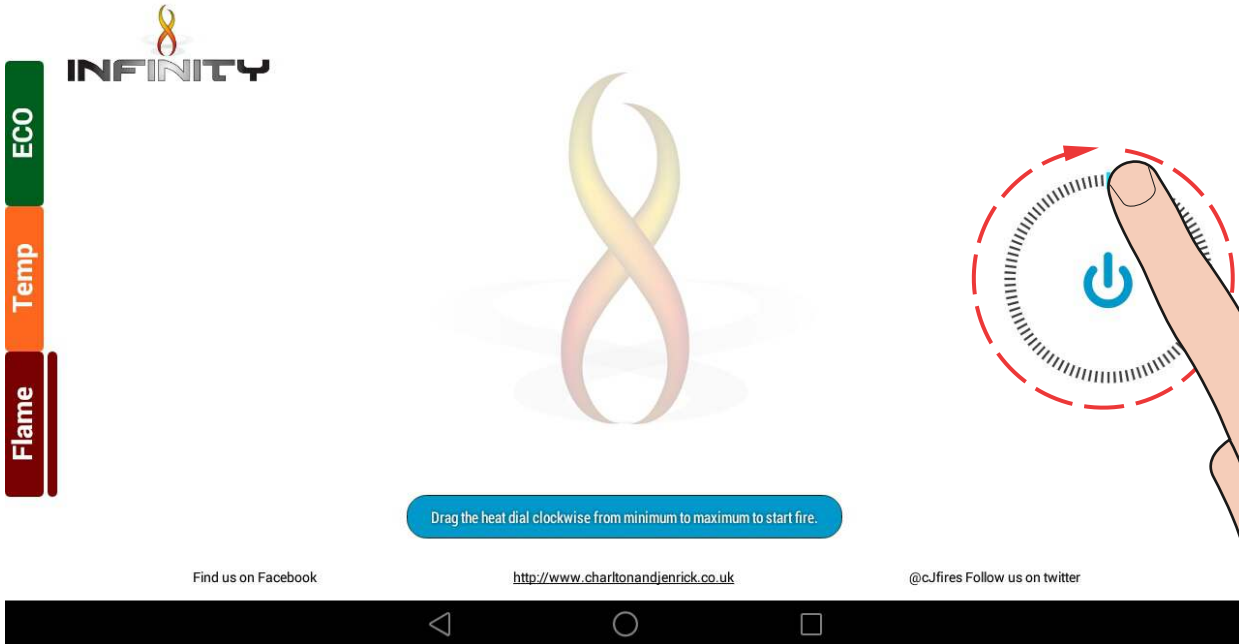 INFINITY
ECO
Temp
Flame
Drag the heat dial clockwise from minimum to maximum to start fire.
Find us on Facebook
http://www.charltonandjenrick.co.uk
@cJfires Follow us on twitter